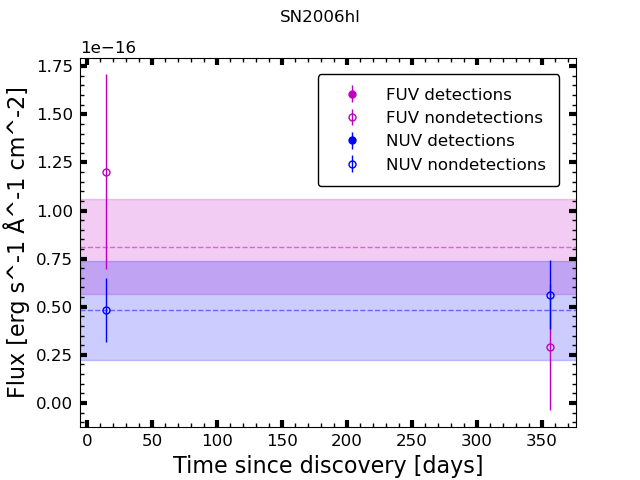 SN2006hl
1e−16
1.75
1.50
1.25
1.00
0.75
0.50
0.25
0.00
Flux [erg s^-1 Å^-1 cm^-2]
FUV detections
FUV nondetections
NUV detections
NUV nondetections
0 50 100 150 200 250 300 350
Time since discovery [days]